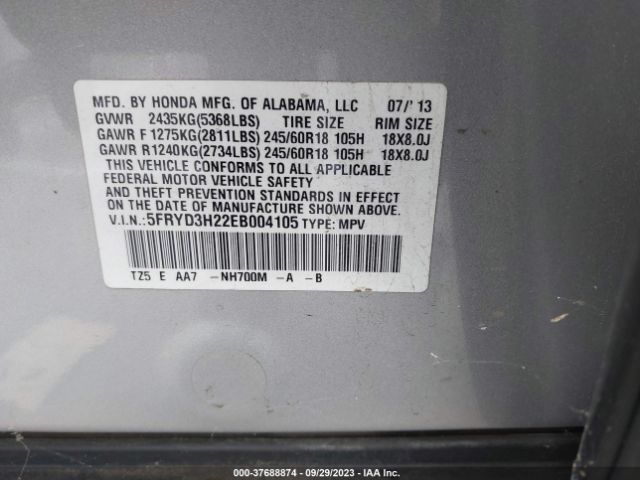 MFD. BY HONDA MFG. OF ALABAMA, LLC 07/'13
GVWR 2435KG(5368LBS) TIRE SIZE RIM SIZE
GAWR F 1275KG(2811LBS) 245/60R18 105H 18X8.0J
GAWR R1240KG(2734LBS) 245/60R18 105H 18X8.0J
THIS VEHICLE CONFORMS TO ALL APPLICABLE
FEDERAL MOTOR VEHICLE SAFETY
AND THEFT PREVENTION STANDARDS IN EFFECT
ON THE DATE OF MANUFACTURE SHOWN ABOVE.
V.I.N.:5FRYD3H22EB004105 TYPE: MPV
TZ5 E AA7 -NH700M -A -B
000-37688874 | 09/29/2023 | IAA Inc.